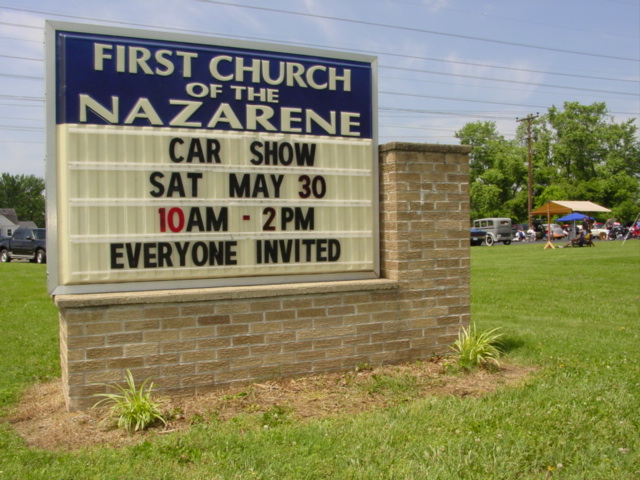 FIRST CHURCH
OF THE
NAZARENE
CAR SHOW
SAT MAY 30
10AM - 2PM
EVERYONE INVITED